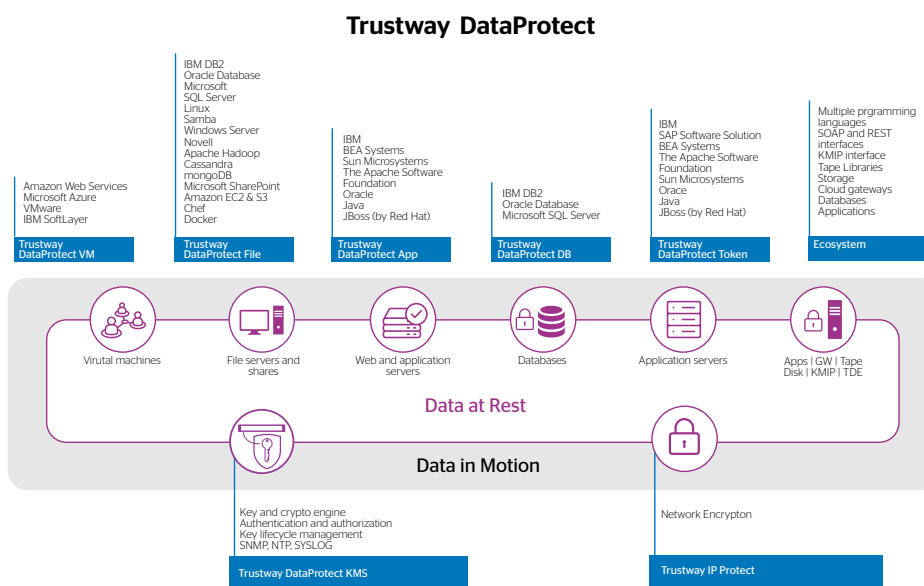 Trustway DataProtect
Amazon Web Services
Microsoft Azure
VMware
IBM SoftLayer
Trustway
DataProtect VM
IBM DB2
Oracle Database
Microsoft
SQL Server
Linux
Samba
Windows Server
Novell
Apache Hadoop
Cassandra
mongoDB
Microsoft SharePoint
Amazon EC2 & S3
Chef
Docker
Trustway
DataProtect File
IBM
BEA Systems
Sun Microsystems
The Apache Software
Foundation
Oracle
Java
JBoss (by Red Hat)
Trustway
DataProtect App
IBM DB2
Oracle Database
Microsoft SQL Server
Trustway
DataProtect DB
IBM
SAP Software Solution
BEA Systems
The Apache Software
Foundation
Sun Microsystems
Orace
Java
JBoss (by Red Hat)
Trustway
DataProtect Token
Multiple prgramming
languages
SOAP and REST
interfaces
KMIP interface
Tape Libraries
Storage
Cloud gateways
Databases
Applications
Ecosystem
Virutal machines
File servers and
shares
Web and application
servers
Databases
Application servers
Apps | GW | Tape
Disk | KMIP | TDE
Data at Rest
Data in Motion
Key and crypto engine
Authentication and authorization
Key lifecycle management
SNMP, NTP, SYSLOG
Trustway DataProtect KMS
Network Encrypton
Trustway IP Protect